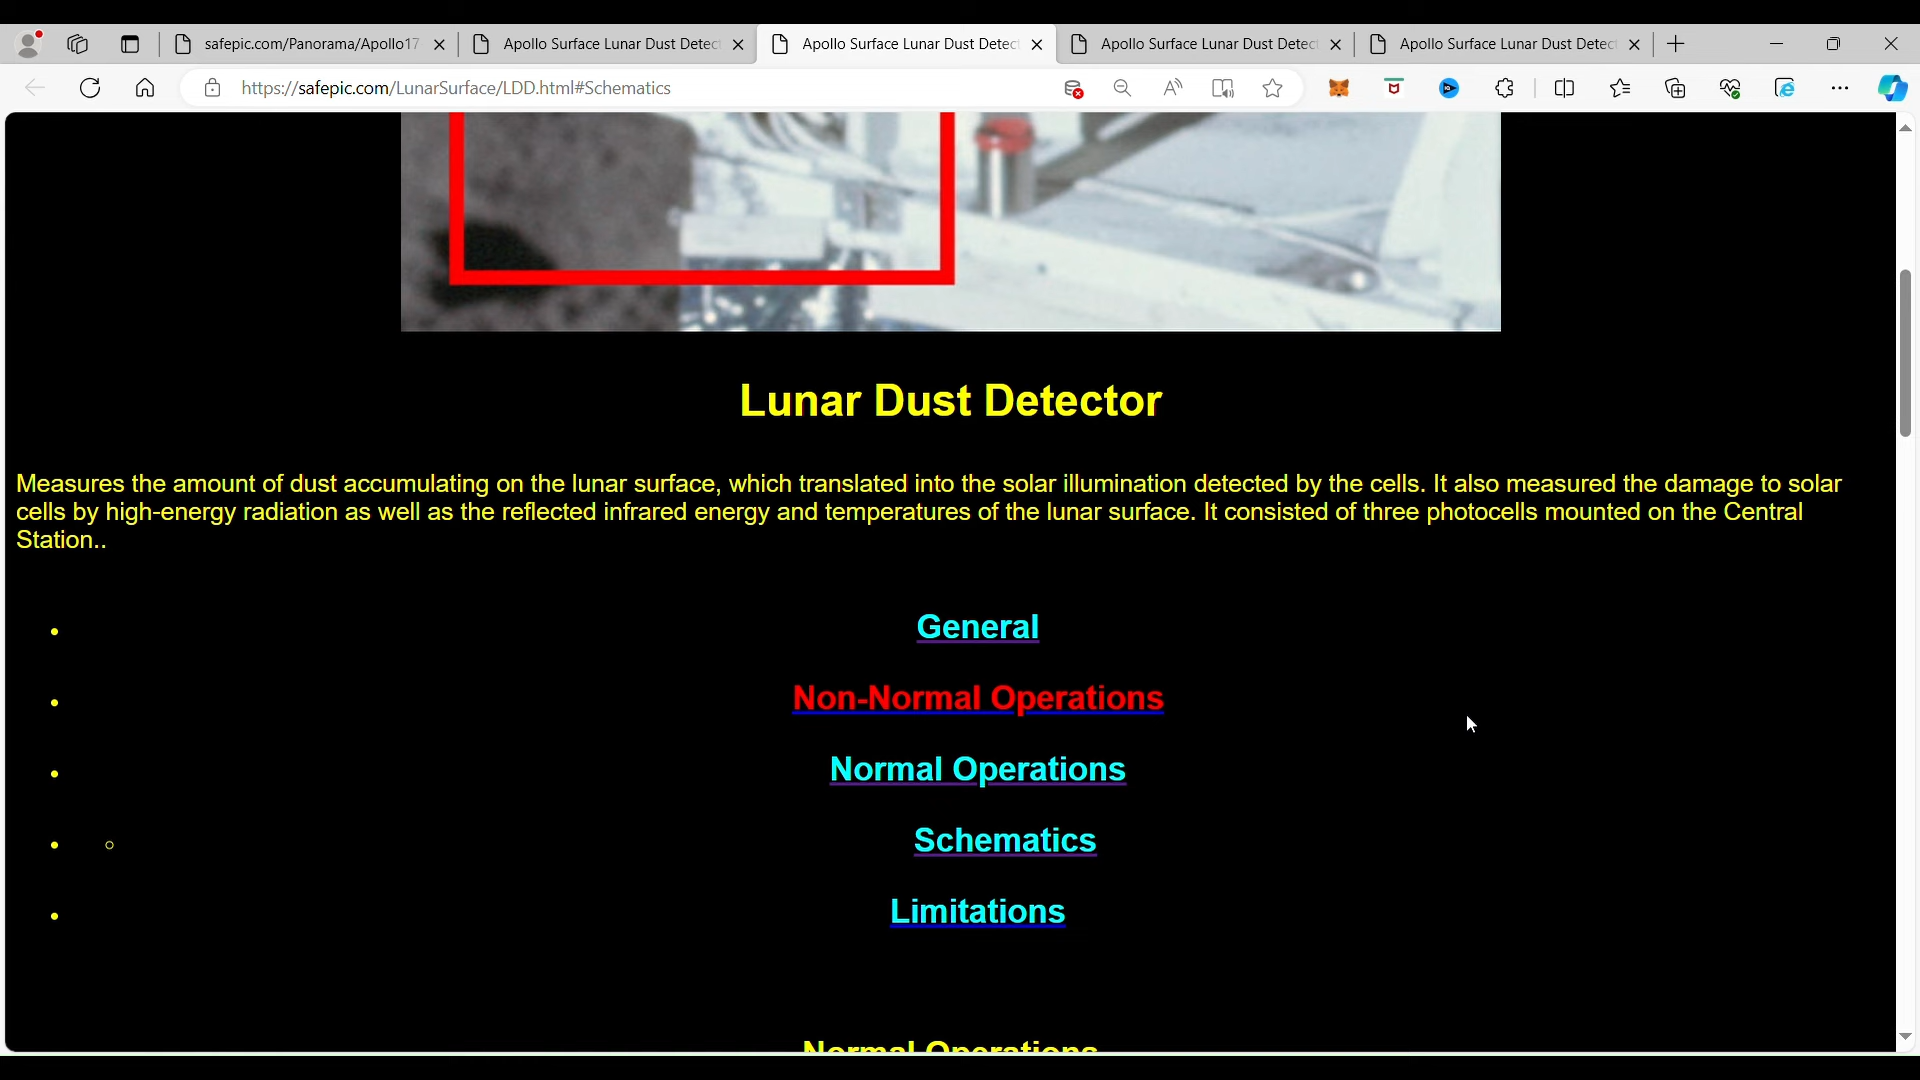 safepic.com/Panorama/Apollo17
Apollo Surface Lunar Dust Detec
Apollo Surface Lunar Dust Detec
Apollo Surface Lunar Dust Detec
Apollo Surface Lunar Dust Detec
https://safepic.com/LunarSurface/LDD.html#Schematics
Lunar Dust Detector
Measures the amount of dust accumulating on the lunar surface, which translated into the solar illumination detected by the cells. It also measured the damage to solar
cells by high-energy radiation as well as the reflected infrared energy and temperatures of the lunar surface. It consisted of three photocells mounted on the Central
Station..
General
Non-Normal Operations
Normal Operations
Schematics
Limitations
Normal Operations